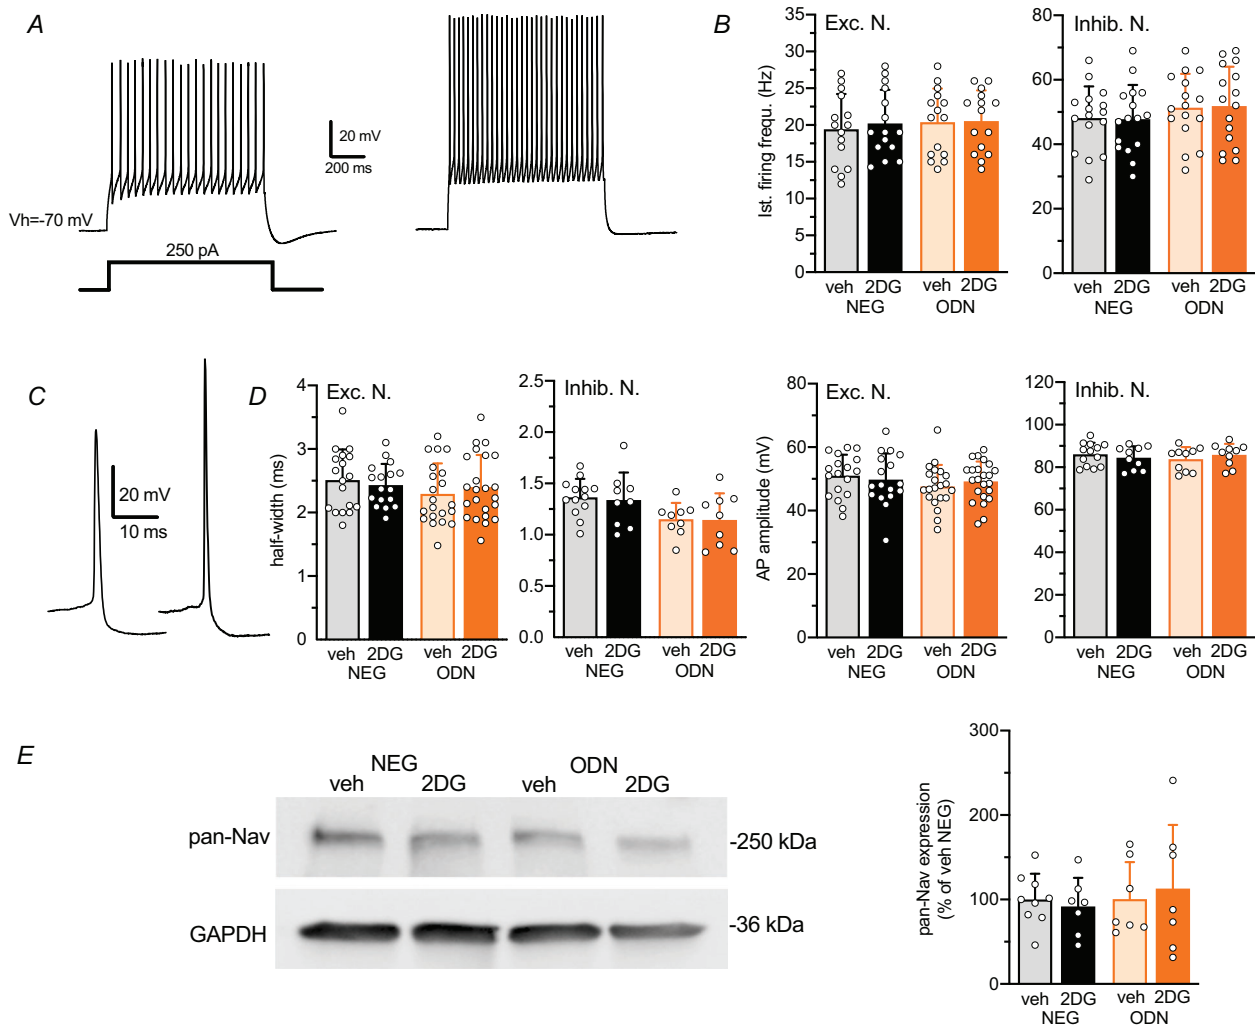 A
20 mV
200 ms
Vh=-70 mV
250 pA
B
Ist. firing frequ. (Hz)
35
30
25
20
15
10
5
0
Exc. N.
veh 2DG veh 2DG
NEG ODN
80
60
40
20
0
Inhib. N.
veh 2DG veh 2DG
NEG ODN
C
20 mV
10 ms
D
half-width (ms)
4
3
2
1
0
Exc. N.
veh 2DG veh 2DG
NEG ODN
2.5
2.0
1.5
1.0
0.5
0.0
Inhib. N.
veh 2DG veh 2DG
NEG ODN
AP amplitude (mV)
80
60
40
20
0
Exc. N.
veh 2DG veh 2DG
NEG ODN
120
100
80
60
40
20
0
Inhib. N.
veh 2DG veh 2DG
NEG ODN
E
NEG ODN
veh 2DG veh 2DG
pan-Nav
-250 kDa
GAPDH
-36 kDa
pan-Nav expression
(% of veh NEG)
300
200
100
0
veh 2DG veh 2DG
NEG ODN